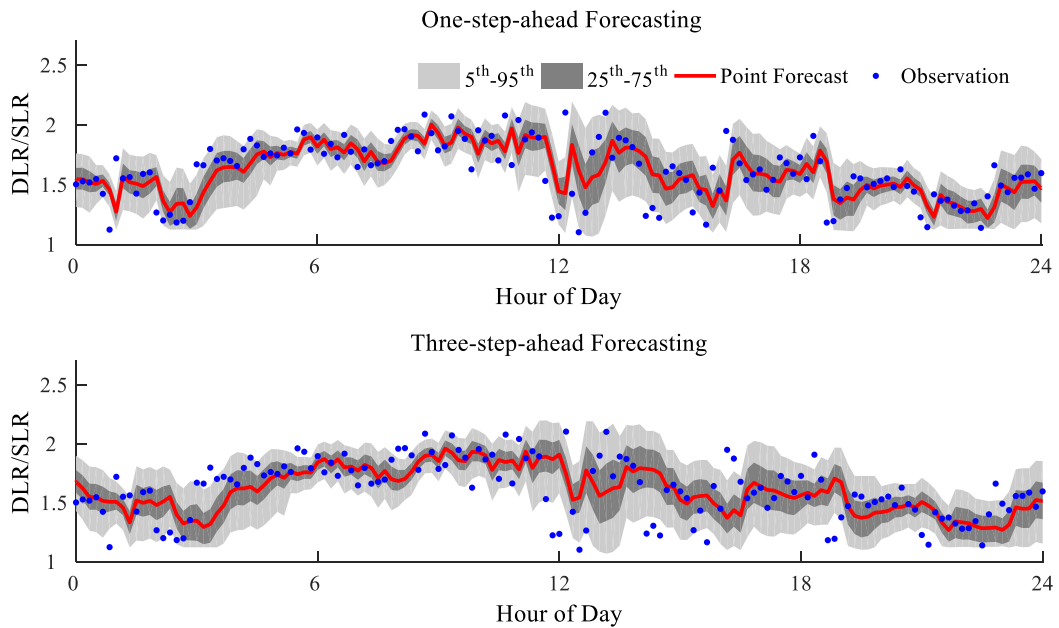 One-step-ahead Forecasting
2.5
5th-95th 25th-75th Point Forecast Observation
2
DLR/SLR
1.5
1
0 6 12 18 24
Hour of Day
Three-step-ahead Forecasting
2.5
2
DLR/SLR
1.5
1
0 6 12 18 24
Hour of Day